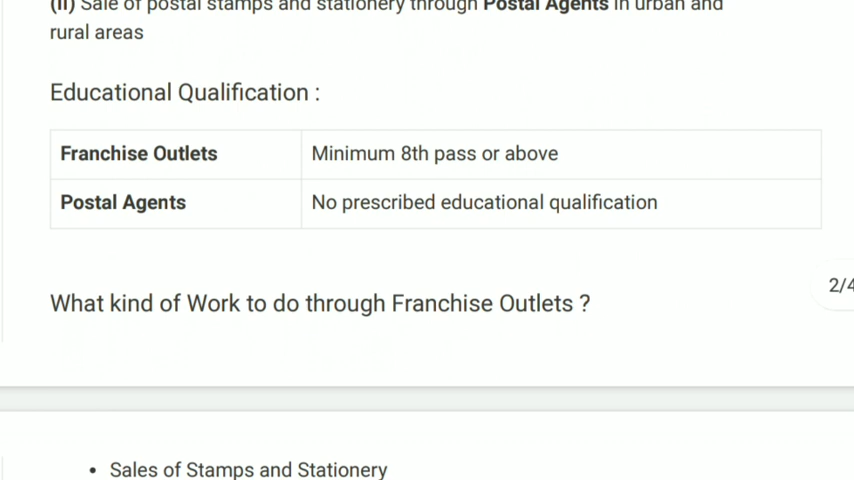 (ii) Sale of postal stamps and stationery through Postal Agents in urban and
rural areas
Educational Qualification :
Franchise Outlets Minimum 8th pass or above
Postal Agents No prescribed educational qualification
2/4
What kind of Work to do through Franchise Outlets ?
• Sales of Stamps and Stationery